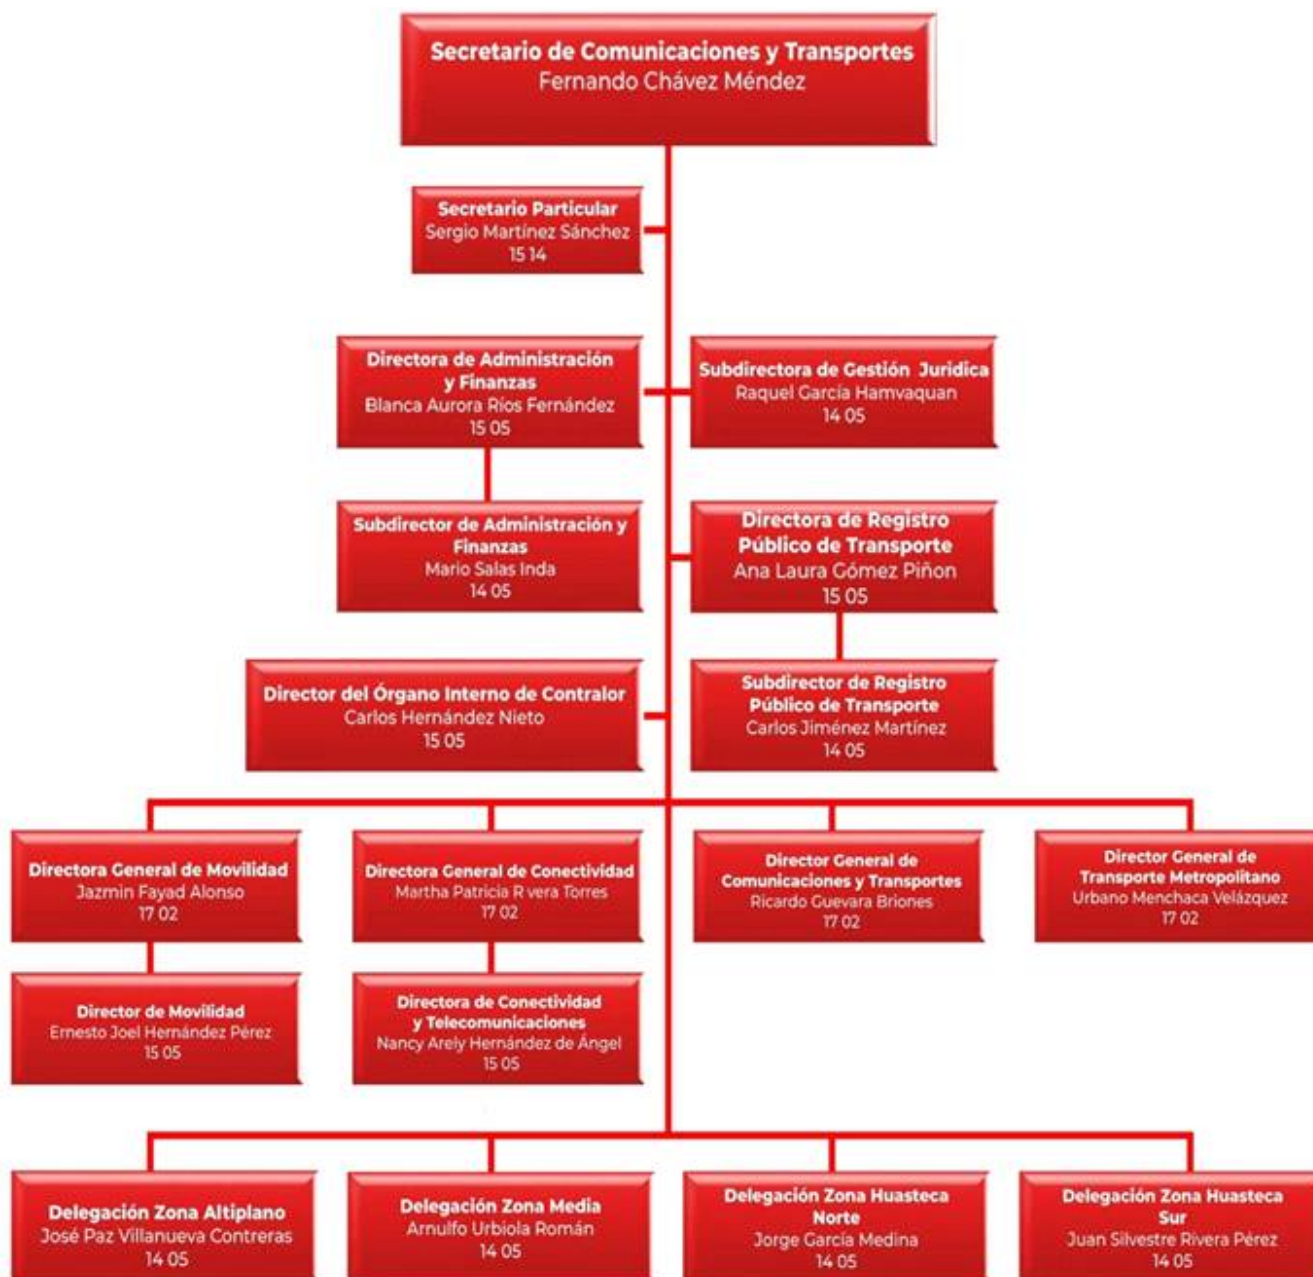 Secretario de Comunicaciones y Transportes
Fernando Chávez Méndez
Secretario Particular
Sergio Martínez Sánchez
15 14
Directora de Administración
y Finanzas
Blanca Aurora Ríos Fernández
15 05
Subdirectora de Gestión Juridica
Raquel García Hamvaquan
14 05
Subdirector de Administración y
Finanzas
Mario Salas Inda
14 05
Directora de Registro
Público de Transporte
Ana Laura Gómez Piñon
15 05
Director del Órgano Interno de Contralor
Carlos Hernández Nieto
15 05
Subdirector de Registro
Público de Transporte
Carlos Jiménez Martínez
14 05
Directora General de Movilidad
Jazmin Fayad Alonso
17 02
Directora General de Conectividad
Martha Patricia R vera Torres
17 02
Director General de
Comunicaciones y Transportes
Ricardo Guevara Briones
17 02
Director General de
Transporte Metropolitano
Urbano Menchaca Velázquez
17 02
Director de Movilidad
Ernesto Joel Hernández Pérez
15 05
Directora de Conectividad
y Telecomunicaciones
Nancy Arely Hernández de Ángel
15 05
Delegación Zona Altiplano
José Paz Villanueva Contreras
14 05
Delegación Zona Media
Arnulfo Urbiola Román
14 05
Delegación Zona Huasteca
Norte
Jorge García Medina
14 05
Delegación Zona Huasteca
Sur
Juan Silvestre Rivera Pérez
14 05